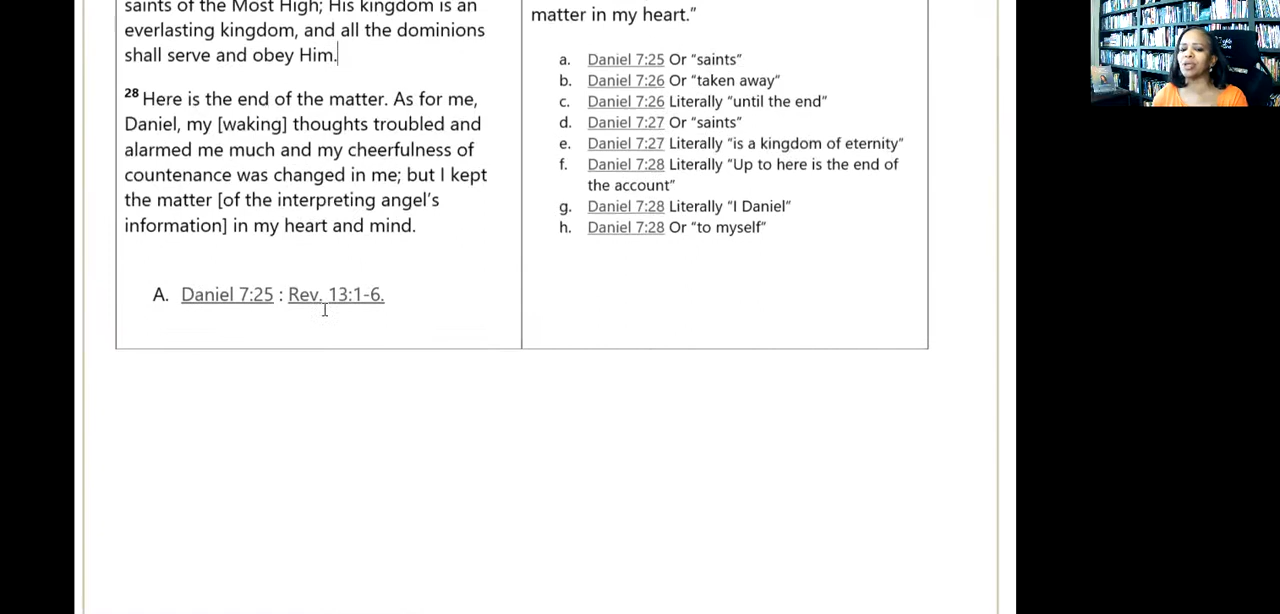 saints of the Most High; His kingdom is an
everlasting kingdom, and all the dominions
shall serve and obey Him.
28 Here is the end of the matter. As for me,
Daniel, my [waking] thoughts troubled and
alarmed me much and my cheerfulness of
countenance was changed in me; but I kept
the matter [of the interpreting angel’s
information] in my heart and mind.
A. Daniel 7:25 : Rev. 13:1-6.
matter in my heart.”
a. Daniel 7:25 Or “saints”
b. Daniel 7:26 Or “taken away”
c. Daniel 7:26 Literally “until the end”
d. Daniel 7:27 Or “saints”
e. Daniel 7:27 Literally “is a kingdom of eternity”
f. Daniel 7:28 Literally “Up to here is the end of
the account”
g. Daniel 7:28 Literally “I Daniel”
h. Daniel 7:28 Or “to myself”